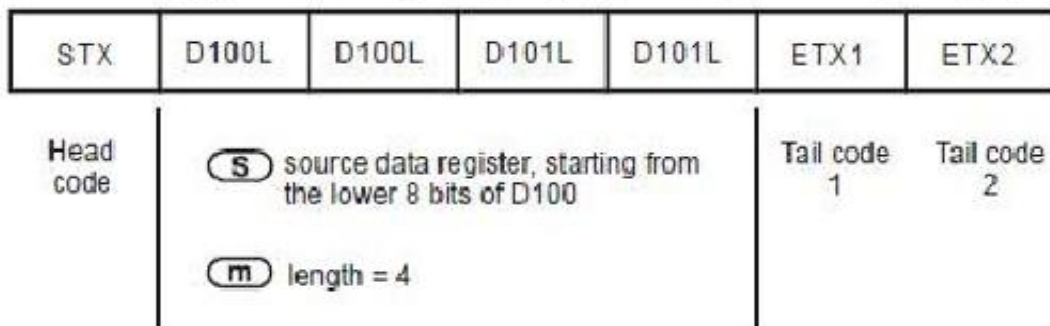 STX D100L D100L D101L D101L ETX1 ETX2
Head code
S source data register, starting from
the lower 8 bits of D100
m length = 4
Tail code 1
Tail code 2